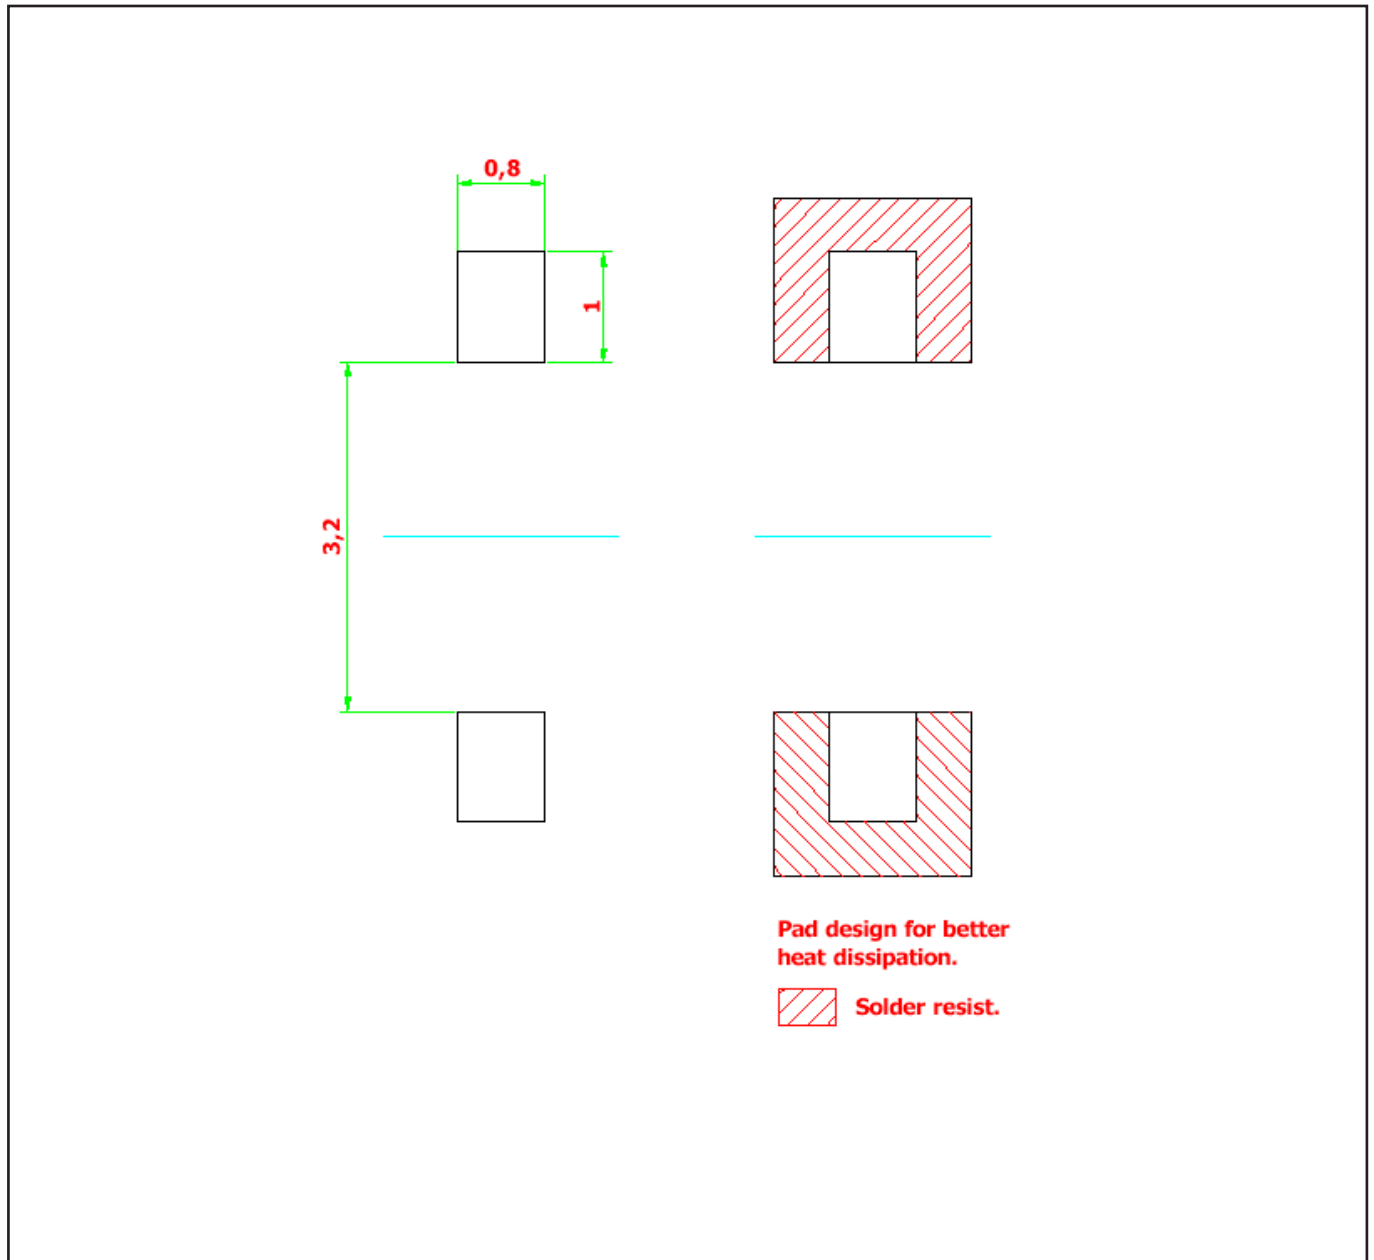 0,8
1
3,2
Pad design for better
heat dissipation.
Solder resist.